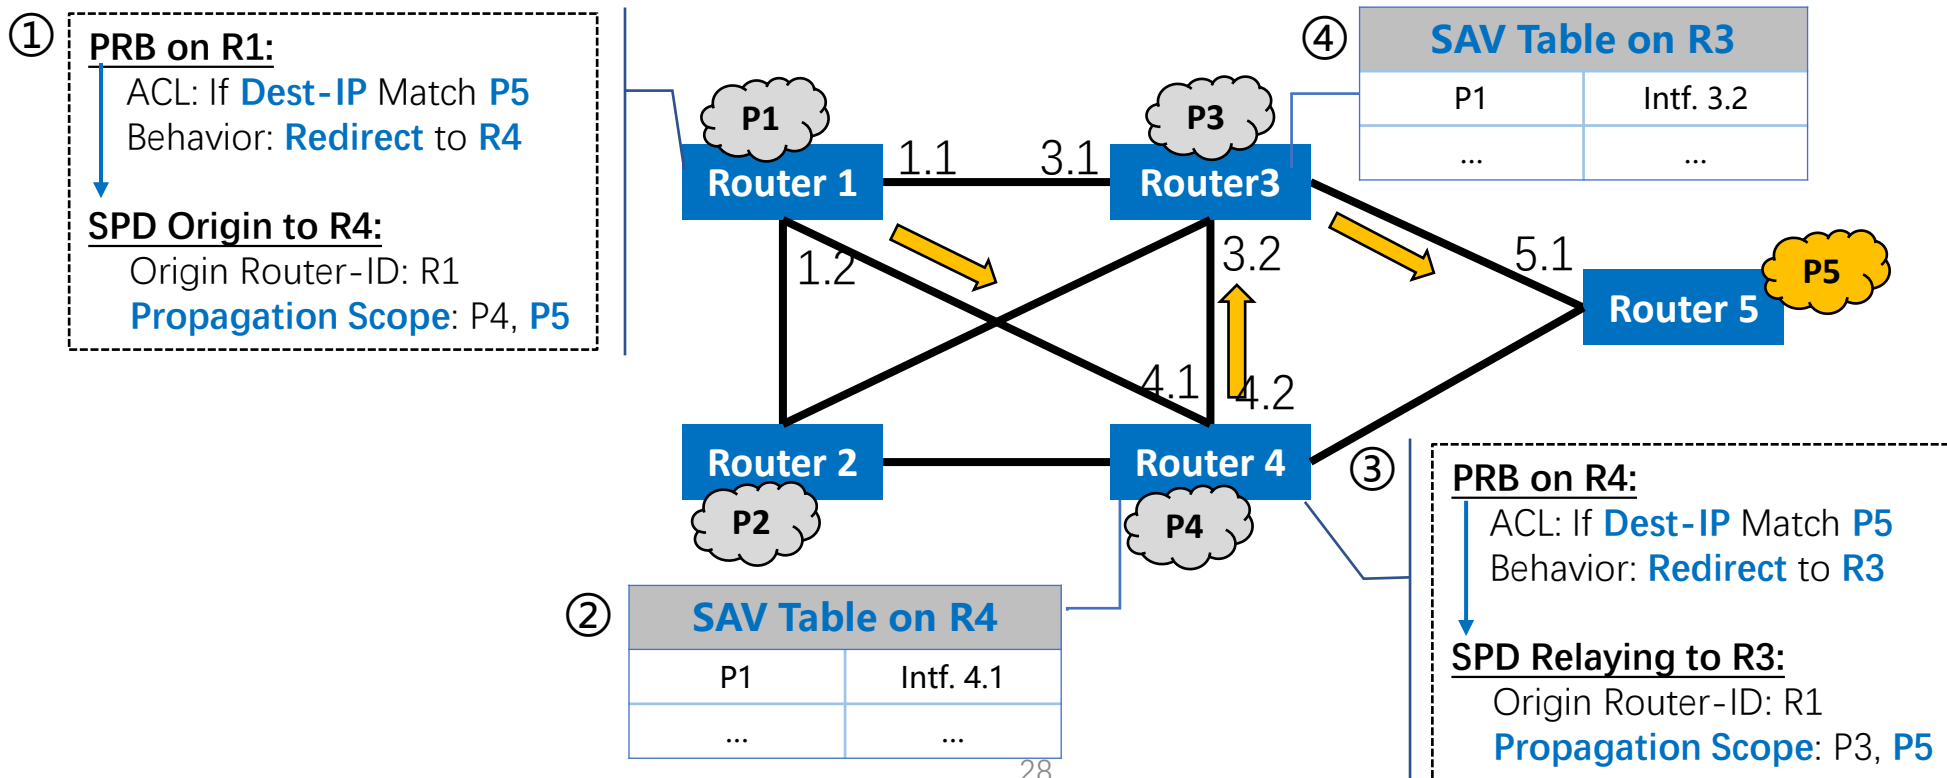 ①
PRB on R1:
ACL: If Dest-IP Match P5
Behavior: Redirect to R4
SPD Origin to R4:
Origin Router-ID: R1
Propagation Scope: P4, P5
P1
Router 1
1.1
1.2
3.1
P3
Router3
3.2
④
SAV Table on R3
P1 Intf. 3.2
... ...
5.1
P5
Router 5
Router 2
P2
4.1
4.2
Router 4
P4
②
SAV Table on R4
P1 Intf. 4.1
... ...
③
PRB on R4:
ACL: If Dest-IP Match P5
Behavior: Redirect to R3
SPD Relaying to R3:
Origin Router-ID: R1
Propagation Scope: P3, P5
28